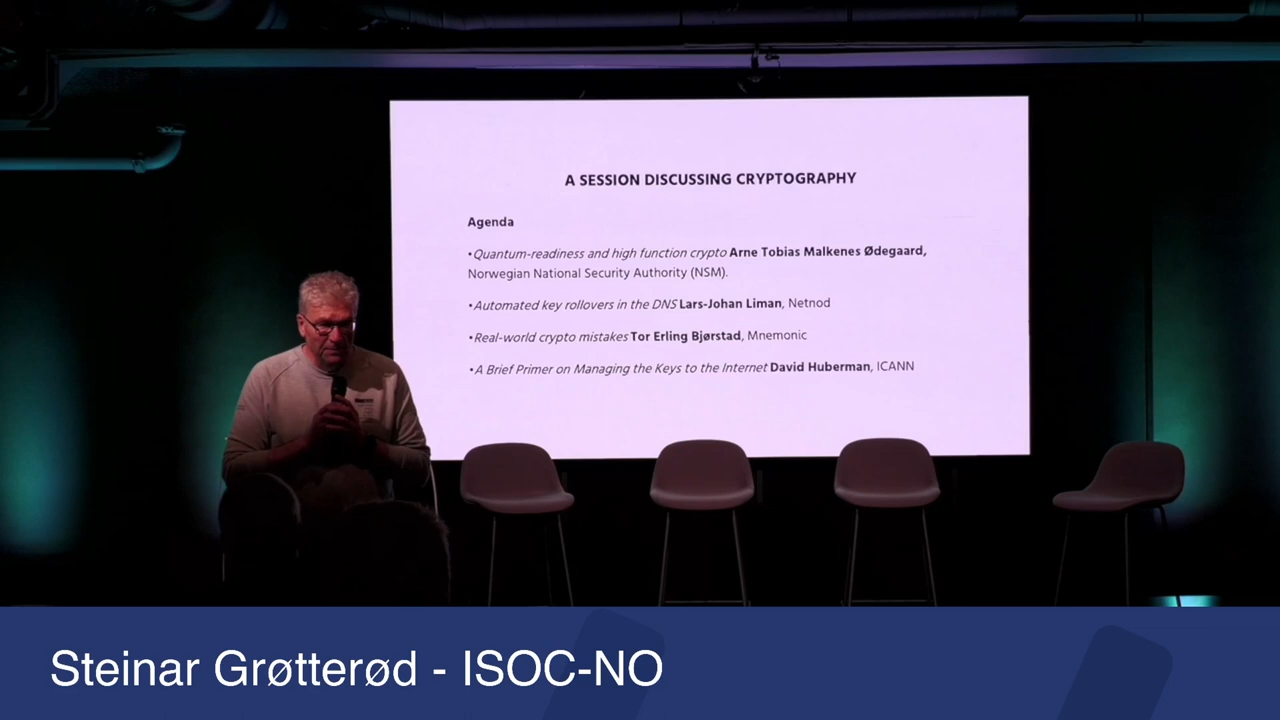 A SESSION DISCUSSING CRYPTOGRAPHY
Agenda
•Quantum-readiness and high function crypto Arne Tobias Malkenes Ødegaard,
Norwegian National Security Authority (NSM).
•Automated key rollovers in the DNS Lars-Johan Liman, Netnod
•Real-world crypto mistakes Tor Erling Bjørstad, Mnemonic
•A Brief Primer on Managing the Keys to the Internet David Huberman, ICANN
Steinar Grøtterød - ISOC-NO